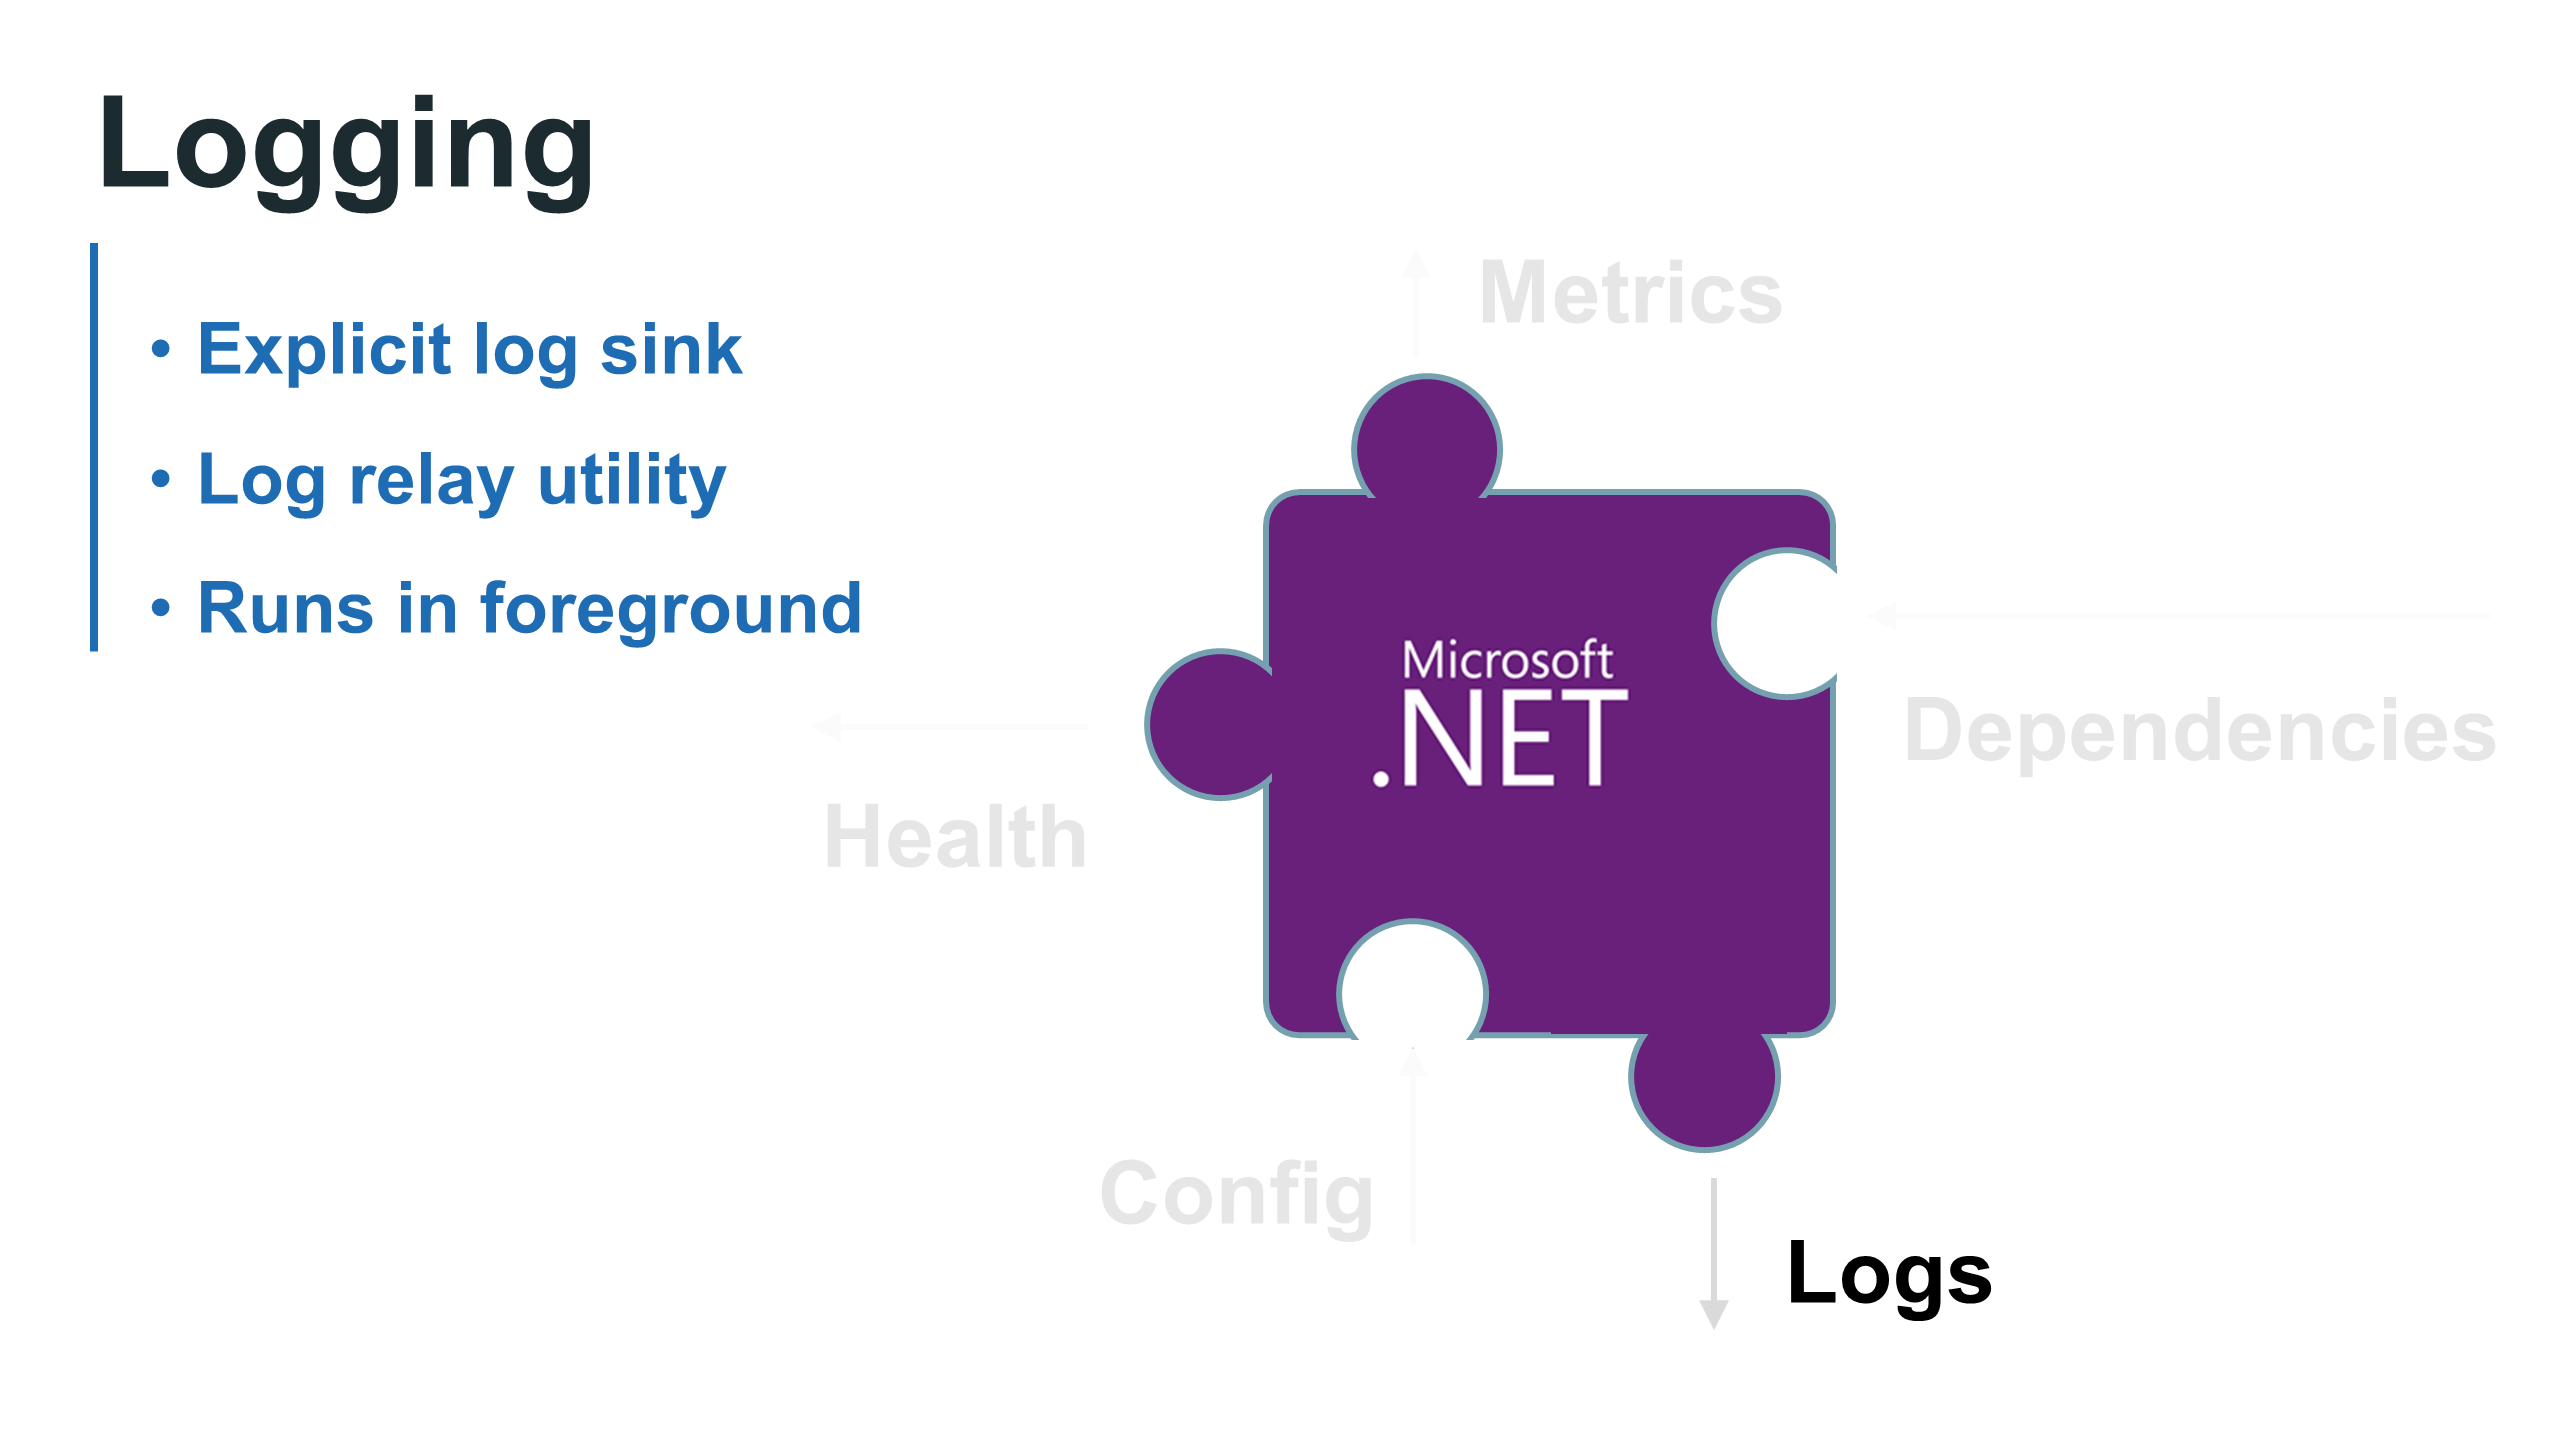 Logging
• Explicit log sink
• Log relay utility
• Runs in foreground
Metrics
Microsoft
.NET
Dependencies
Health
Config
Logs